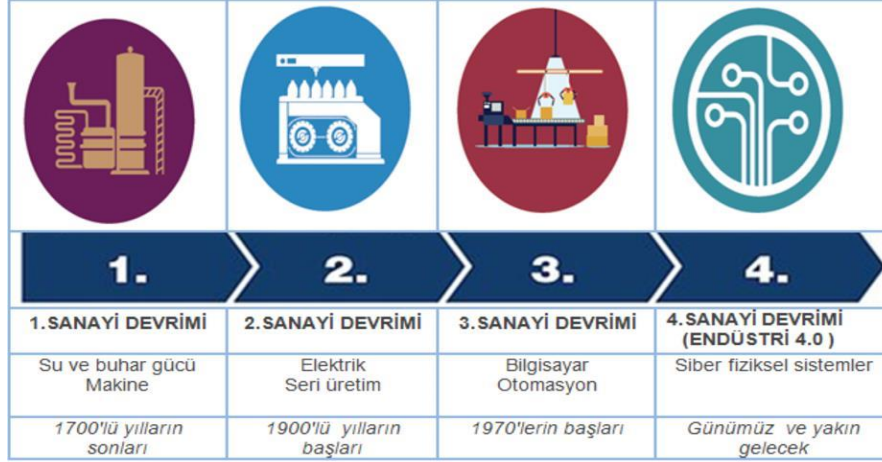 1. 2. 3. 4.
1.SANAYİ DEVRİMİ
2.SANAYİ DEVRİMİ
3.SANAYİ DEVRİMİ
4.SANAYİ DEVRİMİ
(ENDÜSTRİ 4.0 )
Su ve buhar gücü
Makine
Elektrik
Seri üretim
Bilgisayar
Otomasyon
Siber fiziksel sistemler
1700'lü yılların
sonları
1900'lü yılların
başları
1970'lerin başları
Günümüz ve yakın
gelecek